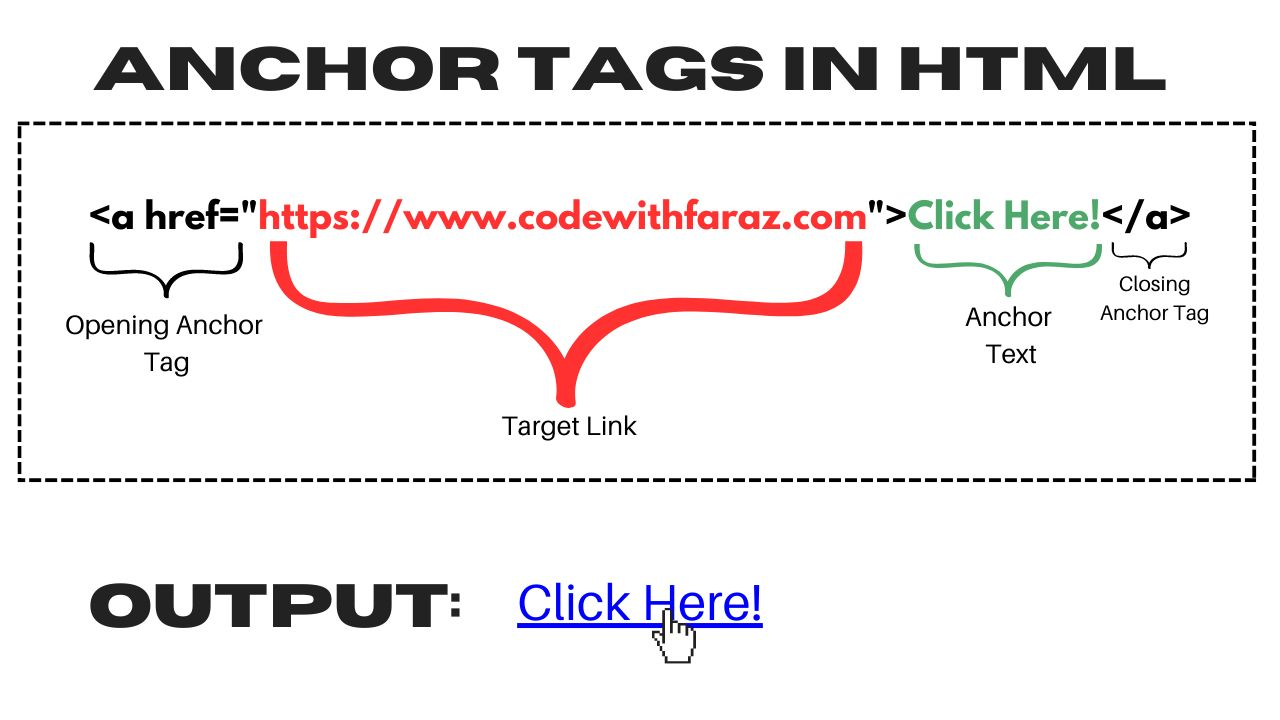 ANCHOR TAGS IN HTML
<a href="https://www.codewithfaraz.com">Click Here!</a>
Opening Anchor
Tag
Target Link
Anchor
Text
Closing
Anchor Tag
OUTPUT: Click Here!